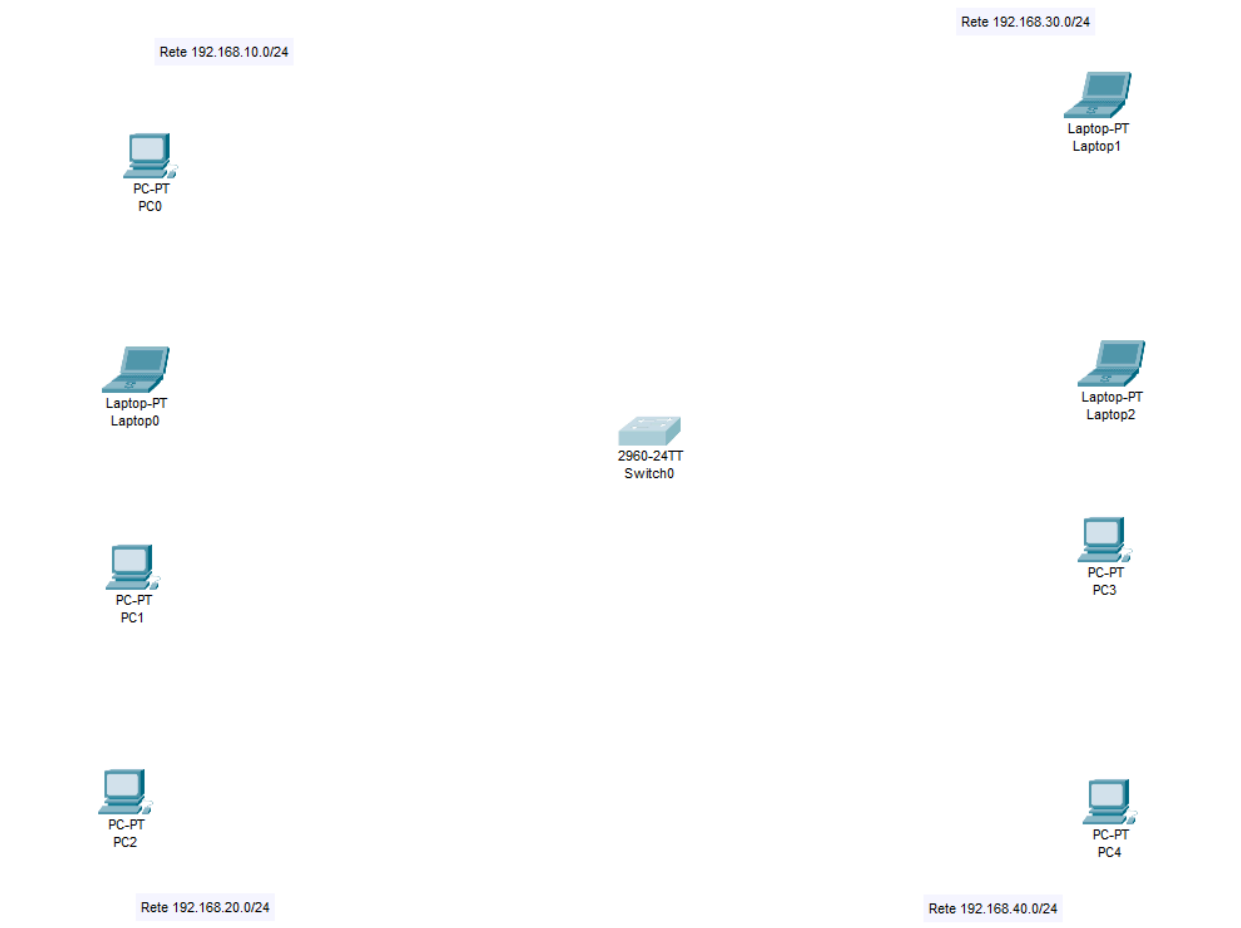 Rete 192.168.10.0/24
Rete 192.168.30.0/24
PC-PT
PC0
Laptop-PT
Laptop1
Laptop-PT
Laptop0
Laptop-PT
Laptop2
2960-24TT
Switch0
PC-PT
PC1
PC-PT
PC3
PC-PT
PC2
PC-PT
PC4
Rete 192.168.20.0/24
Rete 192.168.40.0/24